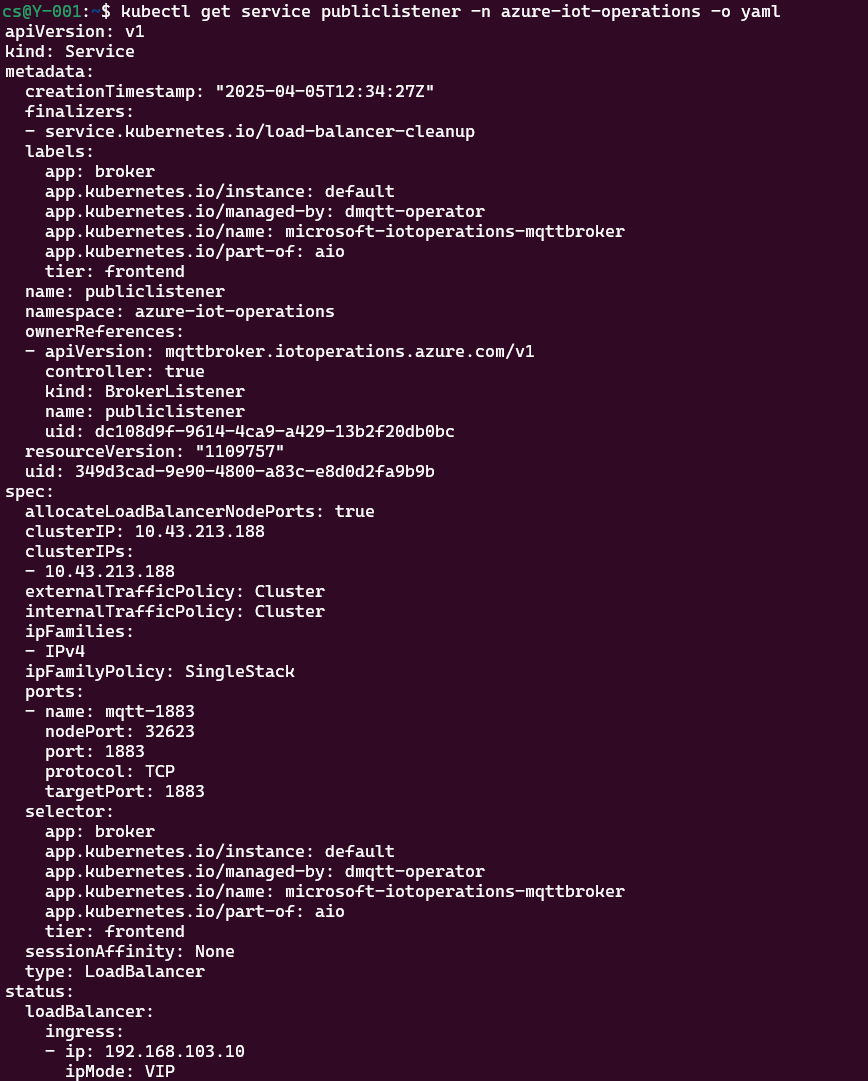 cs@Y-001:~$ kubectl get service publiclistener -n azure-iot-operations -o yaml
apiVersion: v1
kind: Service
metadata:
  creationTimestamp: "2025-04-05T12:34:27Z"
  finalizers:
  - service.kubernetes.io/load-balancer-cleanup
  labels:
    app: broker
    app.kubernetes.io/instance: default
    app.kubernetes.io/managed-by: dmqtt-operator
    app.kubernetes.io/name: microsoft-iotoperations-mqttbroker
    app.kubernetes.io/part-of: aio
    tier: frontend
  name: publiclistener
  namespace: azure-iot-operations
  ownerReferences:
  - apiVersion: mqttbroker.iotoperations.azure.com/v1
    controller: true
    kind: BrokerListener
    name: publiclistener
    uid: dc108d9f-9614-4ca9-a429-13b2f20db0bc
  resourceVersion: "1109757"
  uid: 349d3cad-9e90-4800-a83c-e8d0d2fa9b9b
spec:
  allocateLoadBalancerNodePorts: true
  clusterIP: 10.43.213.188
  clusterIPs:
  - 10.43.213.188
  externalTrafficPolicy: Cluster
  internalTrafficPolicy: Cluster
  ipFamilies:
  - IPv4
  ipFamilyPolicy: SingleStack
  ports:
  - name: mqtt-1883
    nodePort: 32623
    port: 1883
    protocol: TCP
    targetPort: 1883
  selector:
    app: broker
    app.kubernetes.io/instance: default
    app.kubernetes.io/managed-by: dmqtt-operator
    app.kubernetes.io/name: microsoft-iotoperations-mqttbroker
    app.kubernetes.io/part-of: aio
    tier: frontend
  sessionAffinity: None
  type: LoadBalancer
status:
  loadBalancer:
    ingress:
    - ip: 192.168.103.10
      ipMode: VIP